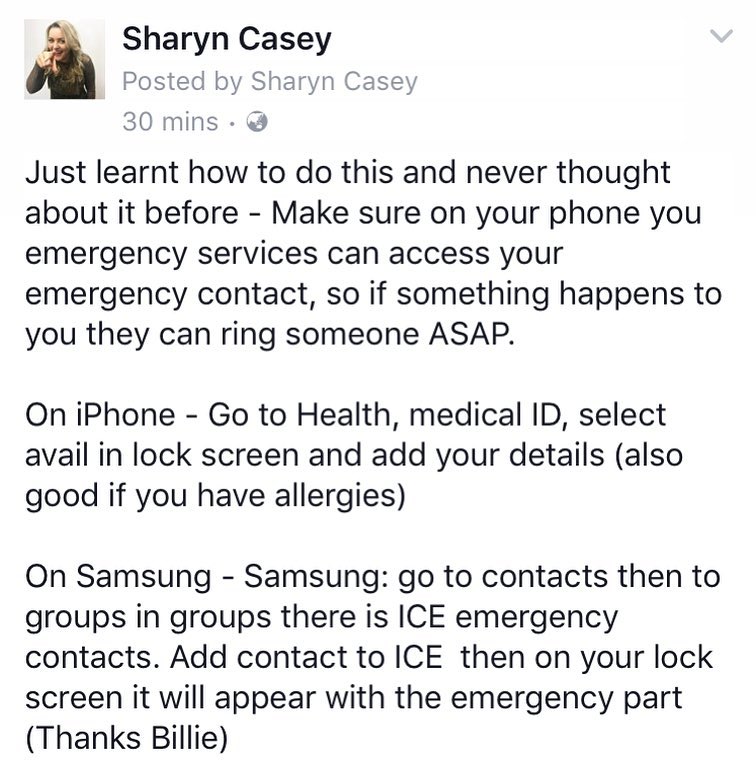 Sharyn Casey
Posted by Sharyn Casey
30 mins ·
Just learnt how to do this and never thought
about it before - Make sure on your phone you
emergency services can access your
emergency contact, so if something happens to
you they can ring someone ASAP.
On iPhone - Go to Health, medical ID, select
avail in lock screen and add your details (also
good if you have allergies)
On Samsung - Samsung: go to contacts then to
groups in groups there is ICE emergency
contacts. Add contact to ICE  then on your lock
screen it will appear with the emergency part
(Thanks Billie)